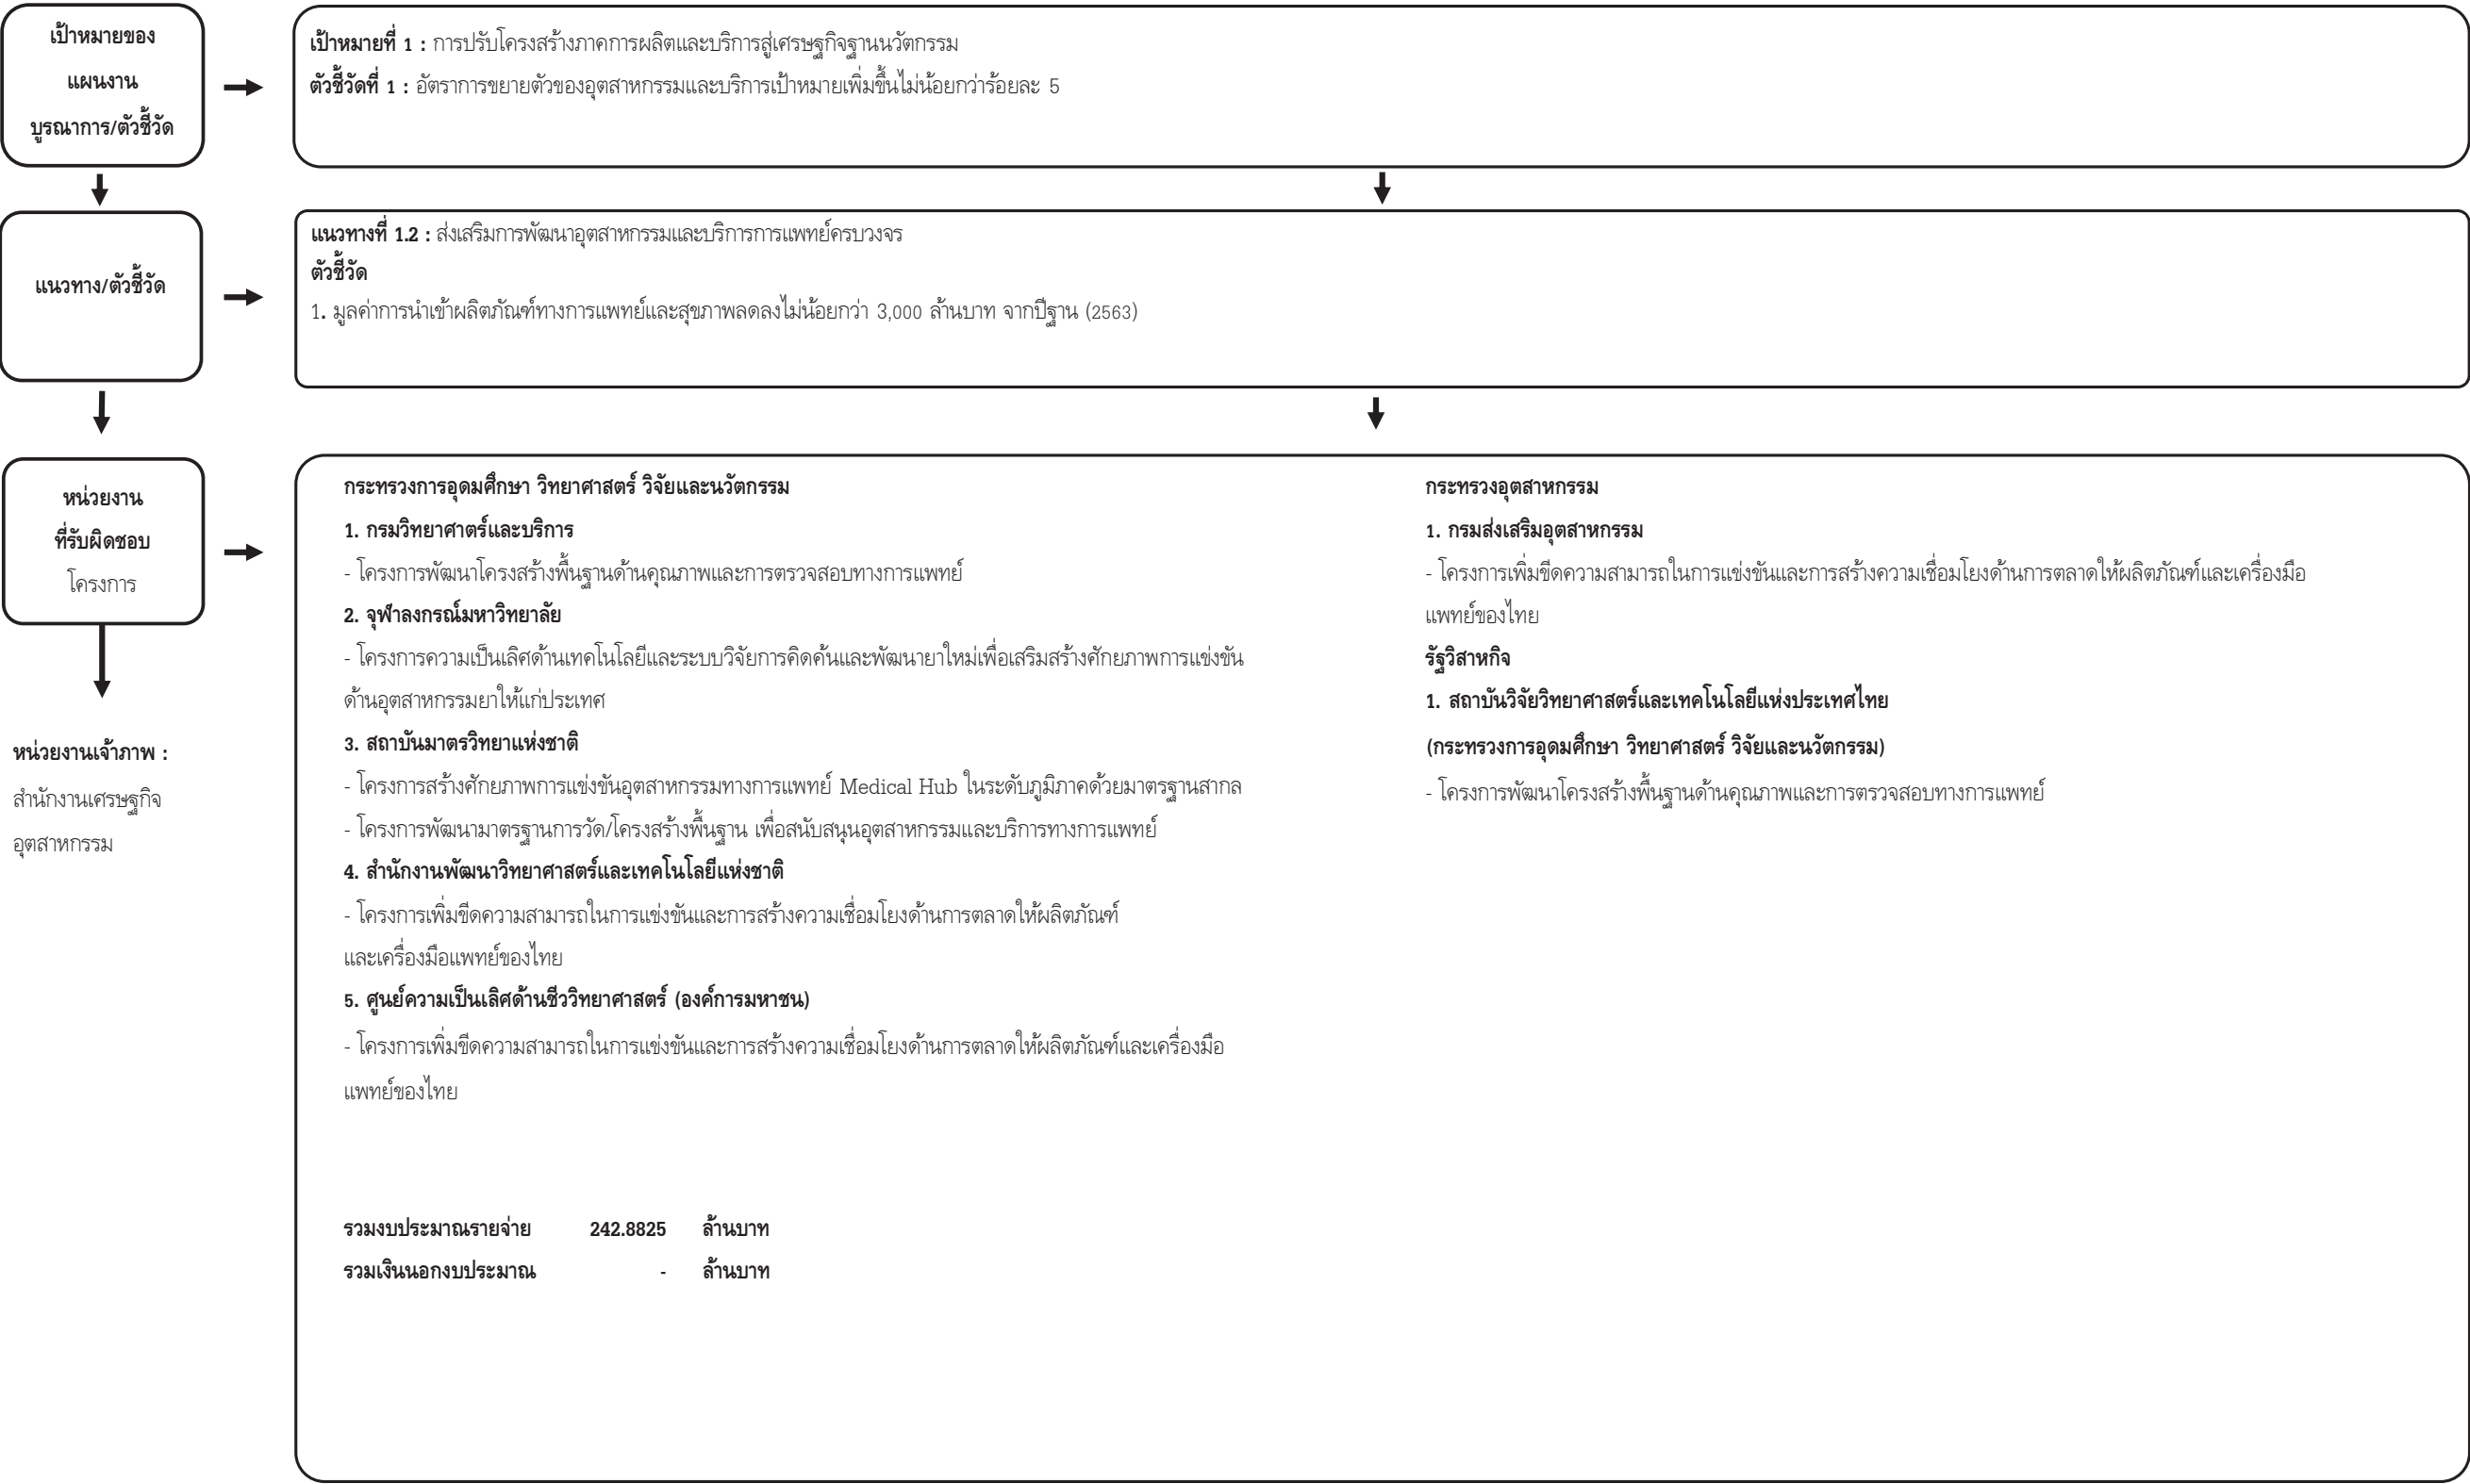 เป้าหมายของ
แผนงาน
บูรณาการ/ตัวชี้วัด
เป้าหมายที่ 1 : การปรับโครงสร้างภาคการผลิตและบริการสู่เศรษฐกิจฐานนวัตกรรม
ตัวชี้วัดที่ 1 : อัตราการขยายตัวของอุตสาหกรรมและบริการเป้าหมายเพิ่มขึ้นไม่น้อยกว่าร้อยละ 5
แนวทาง/ตัวชี้วัด
แนวทางที่ 1.2 : ส่งเสริมการพัฒนาอุตสาหกรรมและบริการการแพทย์ครบวงจร
ตัวชี้วัด
1. มูลค่าการนำเข้าผลิตภัณฑ์ทางการแพทย์และสุขภาพลดลงไม่น้อยกว่า 3,000 ล้านบาท จากปีฐาน (2563)
หน่วยงาน
ที่รับผิดชอบ
โครงการ
หน่วยงานเจ้าภาพ :
สำนักงานเศรษฐกิจ
อุตสาหกรรม
กระทรวงการอุดมศึกษา วิทยาศาสตร์ วิจัยและนวัตกรรม
1. กรมวิทยาศาตร์และบริการ
- โครงการพัฒนาโครงสร้างพื้นฐานด้านคุณภาพและการตรวจสอบทางการแพทย์
2. จุฬาลงกรณ์มหาวิทยาลัย
- โครงการความเป็นเลิศด้านเทคโนโลยีและระบบวิจัยการคิดค้นและพัฒนายาใหม่เพื่อเสริมสร้างศักยภาพการแข่งขัน
ด้านอุตสาหกรรมยาให้แก่ประเทศ
3. สถาบันมาตรวิทยาแห่งชาติ
- โครงการสร้างศักยภาพการแข่งขันอุตสาหกรรมทางการแพทย์ Medical Hub ในระดับภูมิภาคด้วยมาตรฐานสากล
- โครงการพัฒนามาตรฐานการวัด/โครงสร้างพื้นฐาน เพื่อสนับสนุนอุตสาหกรรมและบริการทางการแพทย์
4. สำนักงานพัฒนาวิทยาศาสตร์และเทคโนโลยีแห่งชาติ
- โครงการเพิ่มขีดความสามารถในการแข่งขันและการสร้างความเชื่อมโยงด้านการตลาดให้ผลิตภัณฑ์
และเครื่องมือแพทย์ของไทย
5. ศูนย์ความเป็นเลิศด้านชีววิทยาศาสตร์ (องค์การมหาชน)
- โครงการเพิ่มขีดความสามารถในการแข่งขันและการสร้างความเชื่อมโยงด้านการตลาดให้ผลิตภัณฑ์และเครื่องมือ
แพทย์ของไทย
รวมงบประมาณรายจ่าย 242.8825 ล้านบาท
รวมเงินนอกงบประมาณ - ล้านบาท
กระทรวงอุตสาหกรรม
1. กรมส่งเสริมอุตสาหกรรม
- โครงการเพิ่มขีดความสามารถในการแข่งขันและการสร้างความเชื่อมโยงด้านการตลาดให้ผลิตภัณฑ์และเครื่องมือ
แพทย์ของไทย
รัฐวิสาหกิจ
1. สถาบันวิจัยวิทยาศาสตร์และเทคโนโลยีแห่งประเทศไทย
(กระทรวงการอุดมศึกษา วิทยาศาสตร์ วิจัยและนวัตกรรม)
- โครงการพัฒนาโครงสร้างพื้นฐานด้านคุณภาพและการตรวจสอบทางการแพทย์